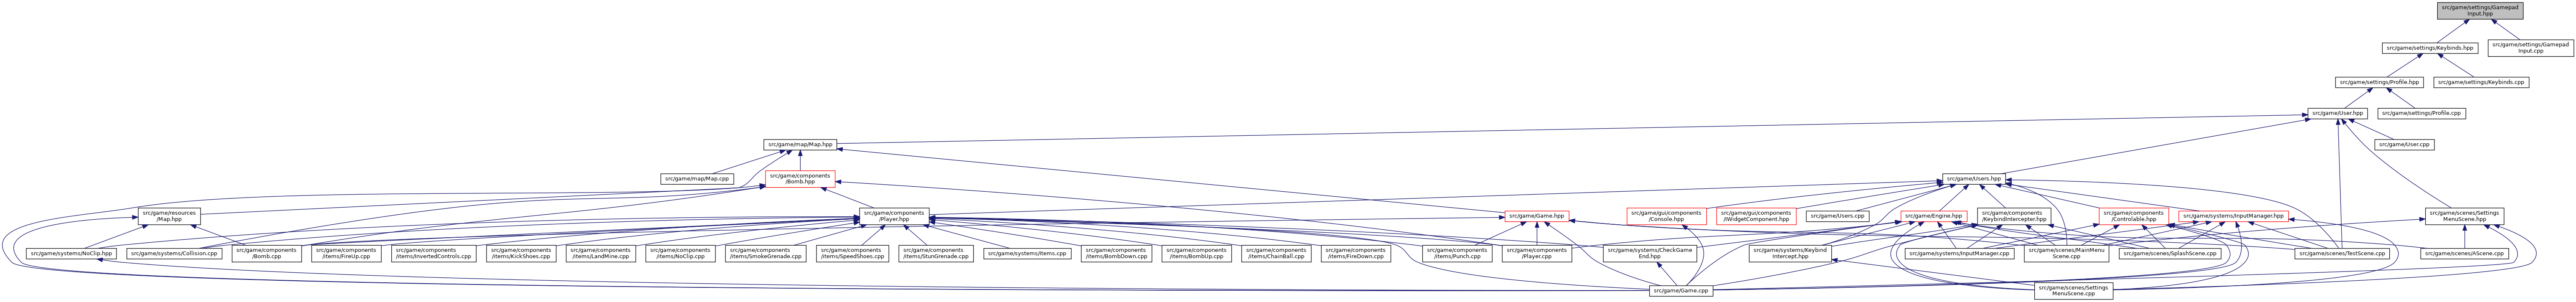 src/game/settings/Gamepad
Input.hpp
src/game/settings/Keybinds.hpp
src/game/settings/Gamepad
Input.cpp
src/game/settings/Profile.hpp
src/game/settings/Keybinds.cpp
src/game/User.hpp
src/game/settings/Profile.cpp
src/game/map/Map.hpp
src/game/User.cpp
src/game/map/Map.cpp
src/game/components
/Bomb.hpp
src/game/Users.hpp
src/game/resources
/Map.hpp
src/game/components
/Player.hpp
src/game/Game.hpp
src/game/gui/components
/Console.hpp
src/game/gui/components
/IWidgetComponent.hpp
src/game/Users.cpp
src/game/Engine.hpp
src/game/components
/KeybindIntercepter.hpp
src/game/components
/Controlable.hpp
src/game/systems/InputManager.hpp
src/game/scenes/Settings
MenuScene.hpp
src/game/systems/NoClip.hpp
src/game/systems/Collision.cpp
src/game/components
/Bomb.cpp
src/game/components
/items/FireUp.cpp
src/game/components
/items/InvertedControls.cpp
src/game/components
/items/KickShoes.cpp
src/game/components
/items/LandMine.cpp
src/game/components
/items/NoClip.cpp
src/game/components
/items/SmokeGrenade.cpp
src/game/components
/items/SpeedShoes.cpp
src/game/components
/items/StunGrenade.cpp
src/game/systems/Items.cpp
src/game/components
/items/BombDown.cpp
src/game/components
/items/BombUp.cpp
src/game/components
/items/ChainBall.cpp
src/game/components
/items/FireDown.cpp
src/game/components
/items/Punch.cpp
src/game/components
/Player.cpp
src/game/systems/CheckGame
End.hpp
src/game/systems/Keybind
Intercept.hpp
src/game/systems/InputManager.cpp
src/game/scenes/MainMenu
Scene.cpp
src/game/scenes/SplashScene.cpp
src/game/scenes/TestScene.cpp
src/game/scenes/AScene.cpp
src/game/Game.cpp
src/game/scenes/Settings
MenuScene.cpp